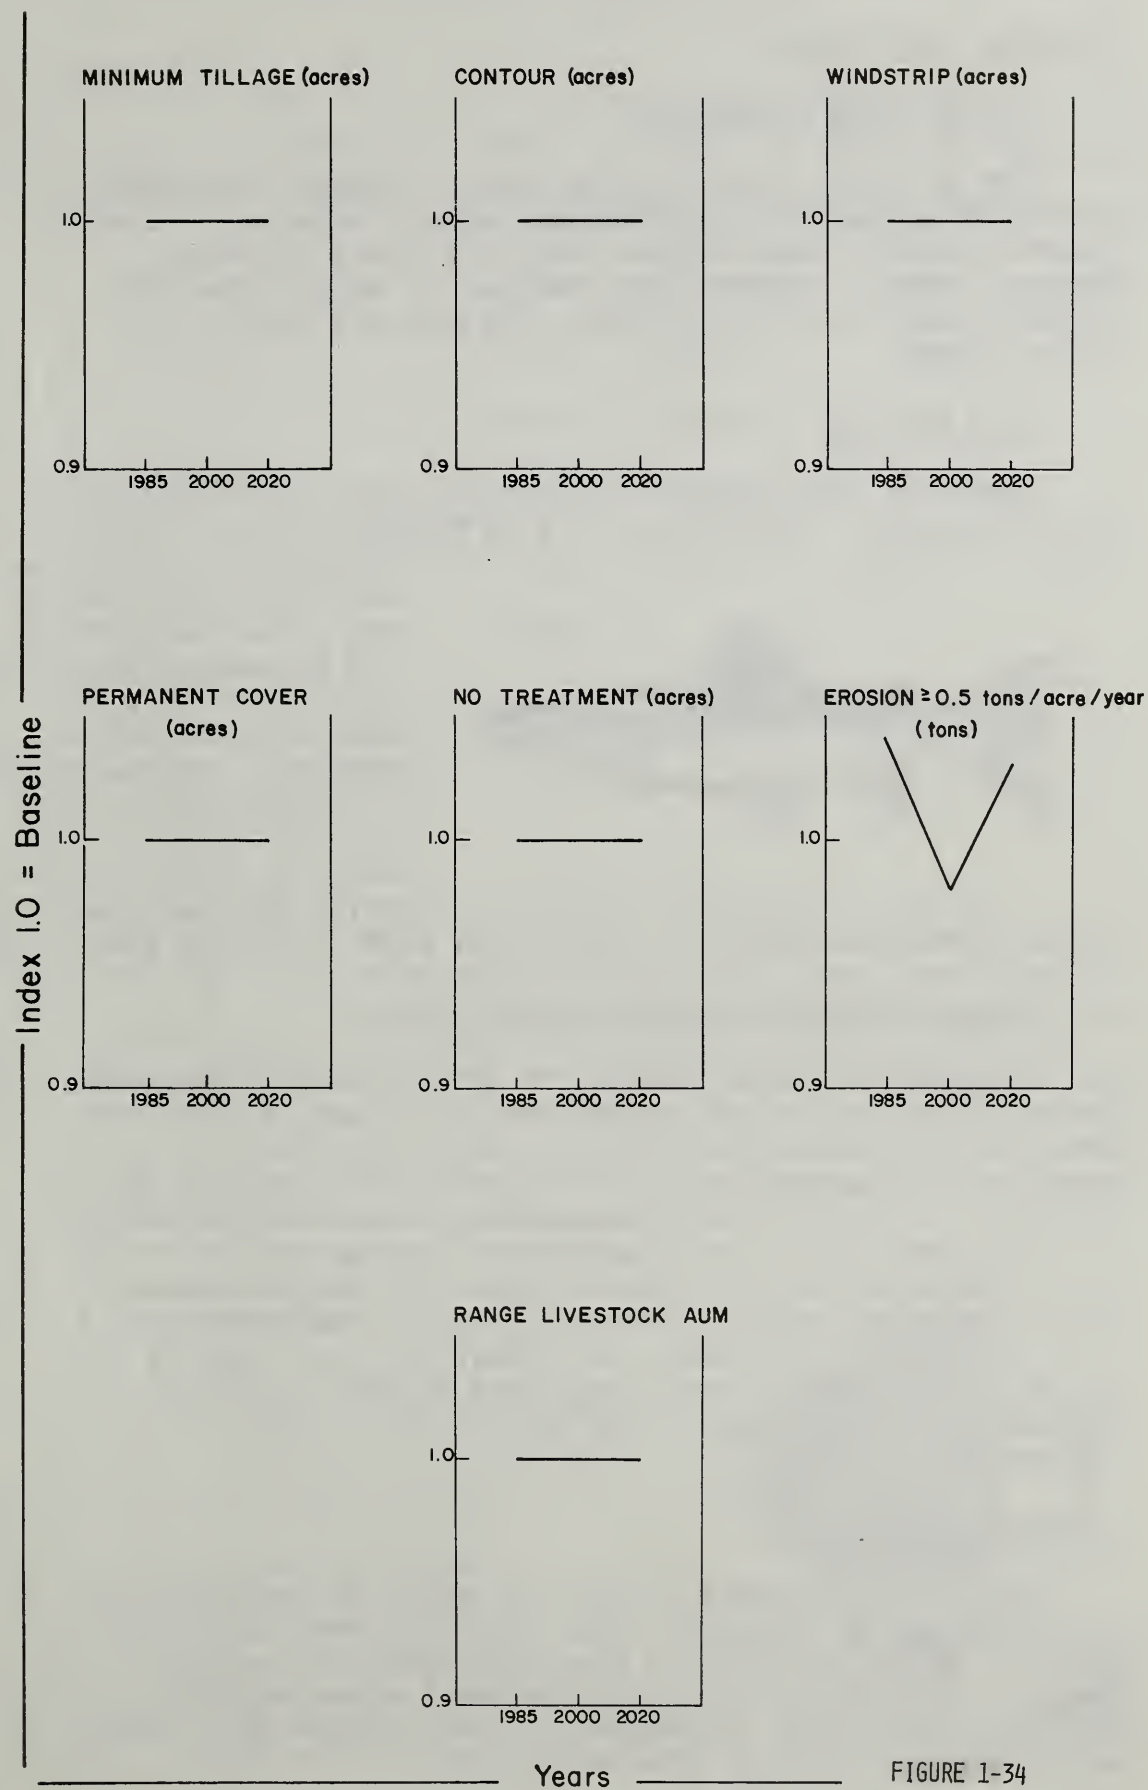 MINIMUM TILLAGE (acres)
1.0
0.9
1985 2000 2020
CONTOUR (acres)
1.0
0.9
1985 2000 2020
WINDSTRIP (acres)
1.0
0.9
1985 2000 2020
PERMANENT COVER
(acres)
1.0
0.9
1985 2000 2020
NO TREATMENT (acres)
1.0
0.9
1985 2000 2020
EROSION ≥ 0.5 tons / acre / year
(tons)
1.0
0.9
1985 2000 2020
RANGE LIVESTOCK AUM
1.0
0.9
1985 2000 2020
Index 1.0 = Baseline
Years
FIGURE 1-34